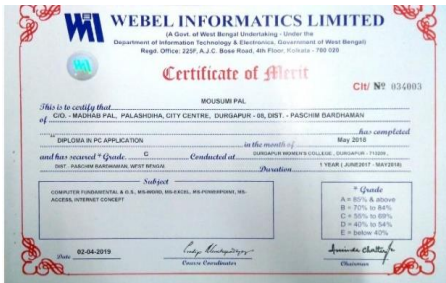 WEBEL INFORMATICS LIMITED
(A Govt. of West Bengal Undertaking - Under the
Department of Information Technology & Electronics, Government of West Bengal)
Regd. Office: 225F, A.J.C. Bose Road, 4th Floor, Kolkata - 700 020
Certificate of Merit
Cit/ № 034003
This is to certify that
MOUSUMI PAL
of C/O. - MADHAB PAL, PALASHDIHA, CITY CENTRE, DURGAPUR - 08, DIST. - PASCHIM BARDHAMAN
has completed
** DIPLOMA IN PC APPLICATION in the month of May 2018
and has secured * Grade. C Conducted at DURGAPUR WOMEN'S COLLEGE, DURGAPUR - 713209,
DIST. - PASCHIM BARDHAMAN, WEST BENGAL Duration 1 YEAR ( JUNE2017 - MAY2018)
Subject
COMPUTER FUNDAMENTAL & O.S., MS-WORD, MS-EXCEL, MS-POWERPOINT, MS-
ACCESS, INTERNET CONCEPT
* Grade
A = 85% & above
B = 70% to 84%
C = 55% to 69%
D = 40% to 54%
E = below 40%
Date 02-04-2019
Course Coordinator
Chairman